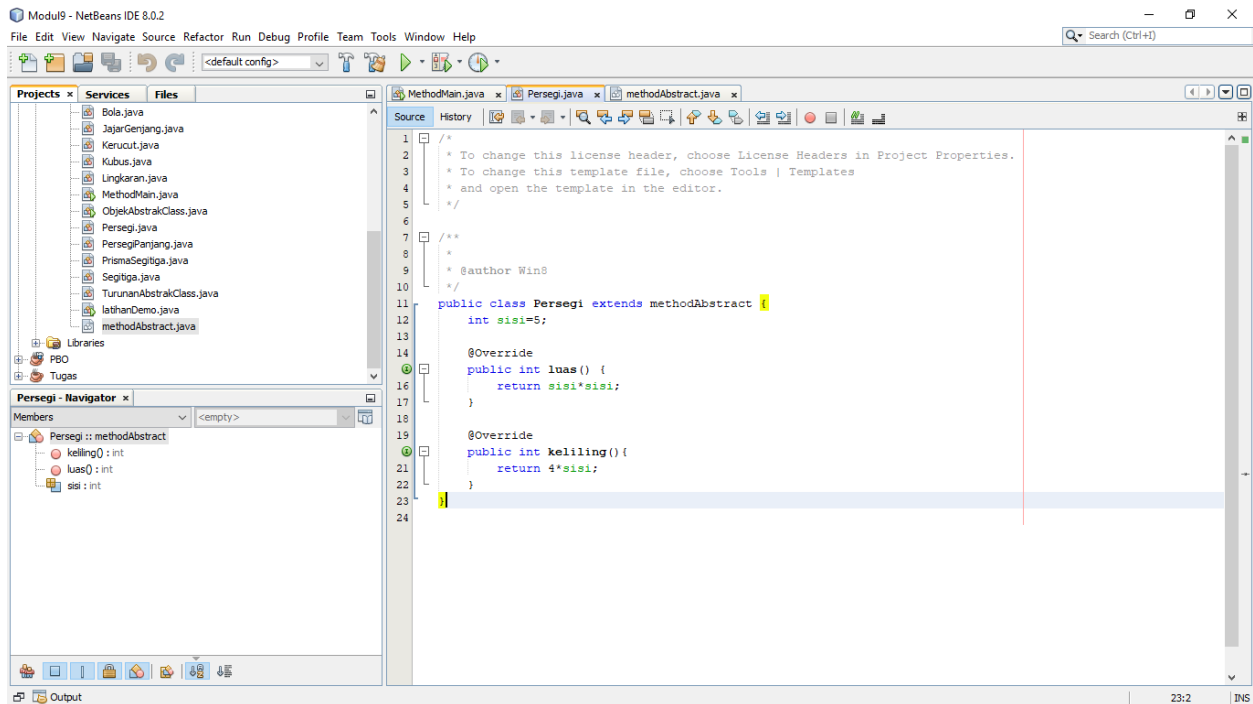 Modul9 - NetBeans IDE 8.0.2
File Edit View Navigate Source Refactor Run Debug Profile Team Tools Window Help
Search (Ctrl+I)
<default config>
Projects Services Files
Bola.java
JajarGenjang.java
Kerucut.java
Kubus.java
Lingkaran.java
MethodMain.java
ObjekAbstrakClass.java
Persegi.java
PersegiPanjang.java
PrismaSegitiga.java
Segitiga.java
TurunanAbstrakClass.java
latihanDemo.java
methodAbstract.java
Libraries
PBO
Tugas
Persegi - Navigator
Members <empty>
Persegi :: methodAbstract
keliling() : int
luas() : int
sisi : int
Output
MethodMain.java Persegi.java methodAbstract.java
Source History
1 /*
2 * To change this license header, choose License Headers in Project Properties.
3 * To change this template file, choose Tools | Templates
4 * and open the template in the editor.
5 */
6
7 /**
8 *
9 * @author Win8
10 */
11 public class Persegi extends methodAbstract {
12 int sisi=5;
13
14 @Override
public int luas() {
16 return sisi*sisi;
17 }
18
19 @Override
public int keliling(){
21 return 4*sisi;
22 }
23 }
24
23:2 INS